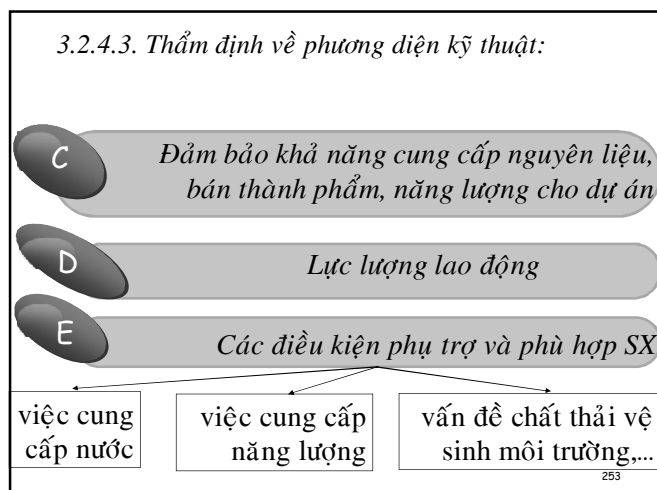 3.2.4.3. Thẩm định về phương diện kỹ thuật:
C
Đảm bảo khả năng cung cấp nguyên liệu,
bán thành phẩm, năng lượng cho dự án
D
Lực lượng lao động
E
Các điều kiện phụ trợ và phù hợp SX
việc cung
cấp nước
việc cung cấp
năng lượng
vấn đề chất thải vệ
sinh môi trường,...
253